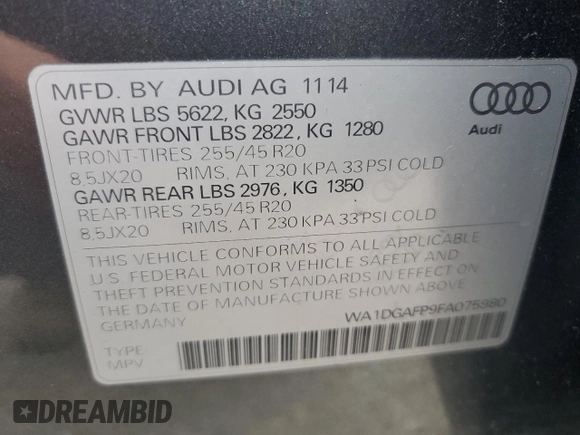 MFD. BY AUDI AG 11 14
GVWR LBS 5622, KG 2550
GAWR FRONT LBS 2822, KG 1280
FRONT-TIRES 255/45 R20
8,5JX20 RIMS, AT 230 KPA 33 PSI COLD
GAWR REAR LBS 2976, KG 1350
REAR-TIRES 255/45 R20
8,5JX20 RIMS, AT 230 KPA 33 PSI COLD
THIS VEHICLE CONFORMS TO ALL APPLICABLE
U.S. FEDERAL MOTOR VEHICLE SAFETY AND
THEFT PREVENTION STANDARDS IN EFFECT ON
THE DATE OF MANUFACTURE SHOWN ABOVE
GERMANY
WA1DGAFP9FA075980
TYPE
MPV
Audi
DREAMBID